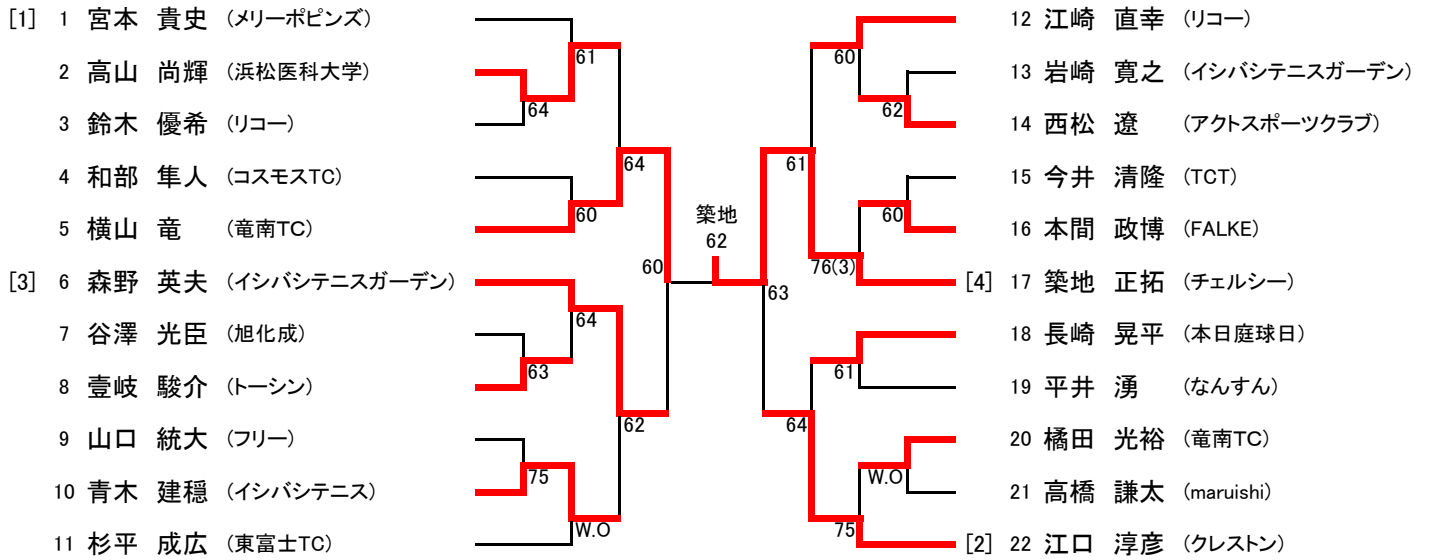 [1] 1 宮本 貴史 (メリーポピンズ)
2 高山 尚輝 (浜松医科大学)
3 鈴木 優希 (リコー)
4 和部 隼人 (コスモスTC)
5 横山 竜 (竜南TC)
[3] 6 森野 英夫 (イシバシテニスガーデン)
7 谷澤 光臣 (旭化成)
8 壹岐 駿介 (トーシン)
9 山口 統大 (フリー)
10 青木 建穏 (イシバシテニス)
11 杉平 成広 (東富士TC)
61
64
64
60
60
64
63
62
75
W.O
築地
62
60
62
61
60
76(3)
63
61
64
W.O
75
12 江崎 直幸 (リコー)
13 岩崎 寛之 (イシバシテニスガーデン)
14 西松 遼 (アクトスポーツクラブ)
15 今井 清隆 (TCT)
16 本間 政博 (FALKE)
[4] 17 築地 正拓 (チェルシー)
18 長崎 晃平 (本日庭球日)
19 平井 湧 (なんすん)
20 橘田 光裕 (竜南TC)
21 高橋 謙太 (maruishi)
[2] 22 江口 淳彦 (クレストン)